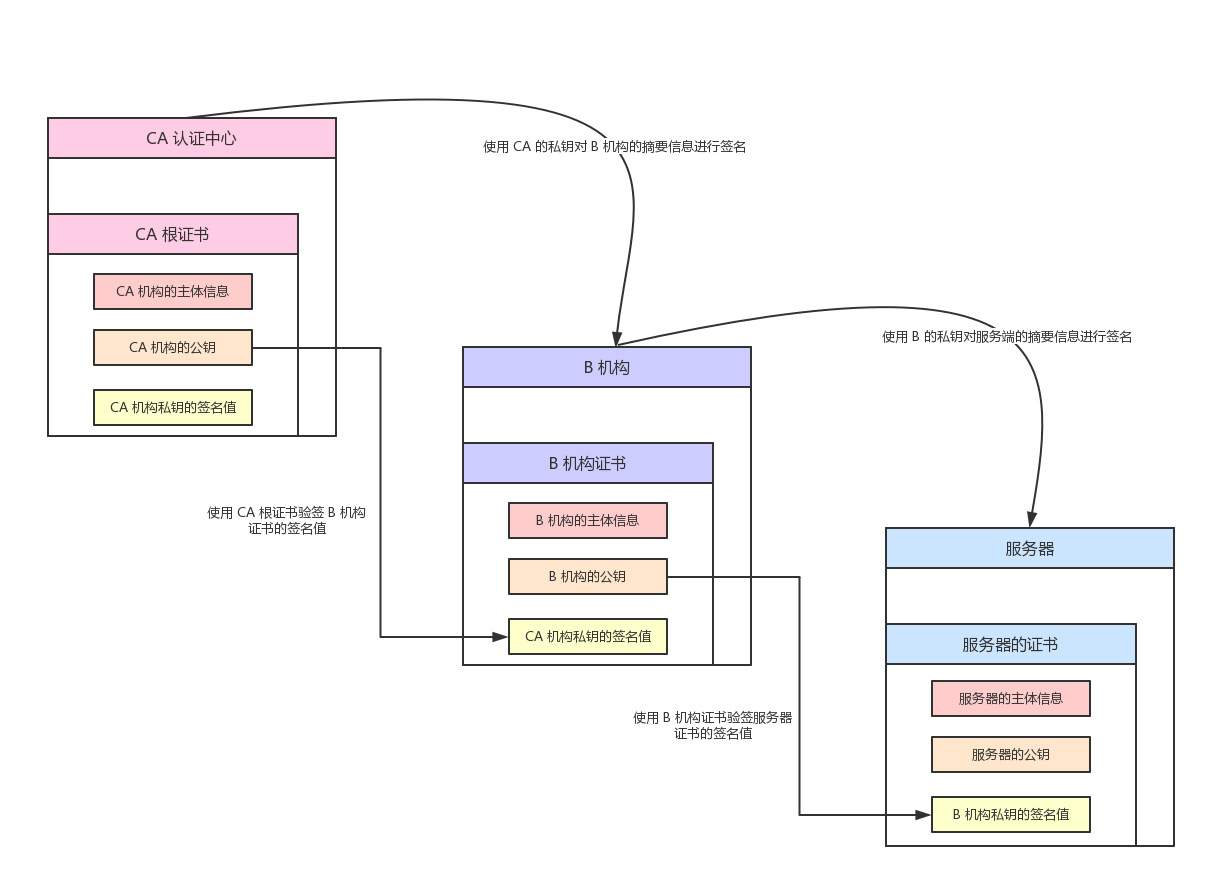 CA 认证中心
CA 根证书
CA 机构的主体信息
CA 机构的公钥
CA 机构私钥的签名值
使用 CA 的私钥对 B 机构的摘要信息进行签名
使用 CA 根证书验签 B 机构
证书的签名值
B 机构
B 机构证书
B 机构的主体信息
B 机构的公钥
CA 机构私钥的签名值
使用 B 的私钥对服务端的摘要信息进行签名
使用 B 机构证书验签服务器
证书的签名值
服务器
服务器的证书
服务器的主体信息
服务器的公钥
B 机构私钥的签名值